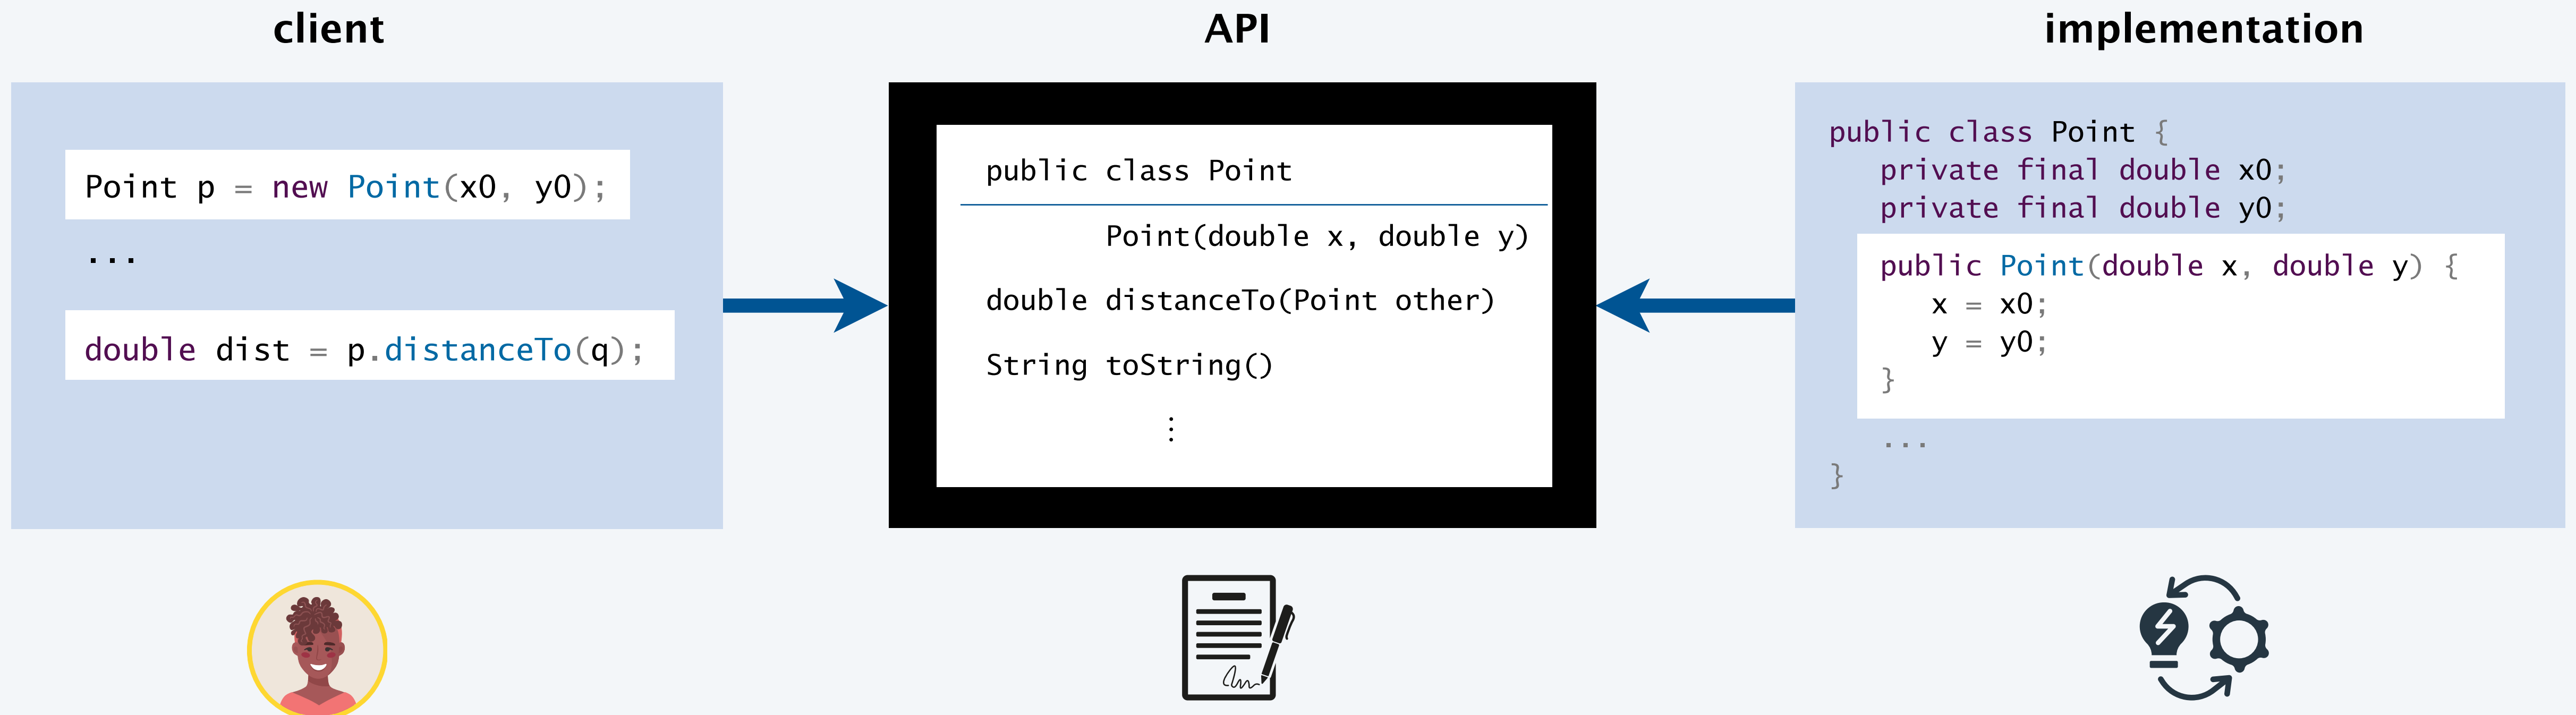 client
Point p = new Point(x0, y0);
...
double dist = p.distanceTo(q);
API
public class Point
Point(double x, double y)
double distanceTo(Point other)
String toString()
⋮
implementation
public class Point {
   private final double x0;
   private final double y0;
   public Point(double x, double y) {
      x = x0;
      y = y0;
   }
   ...
}